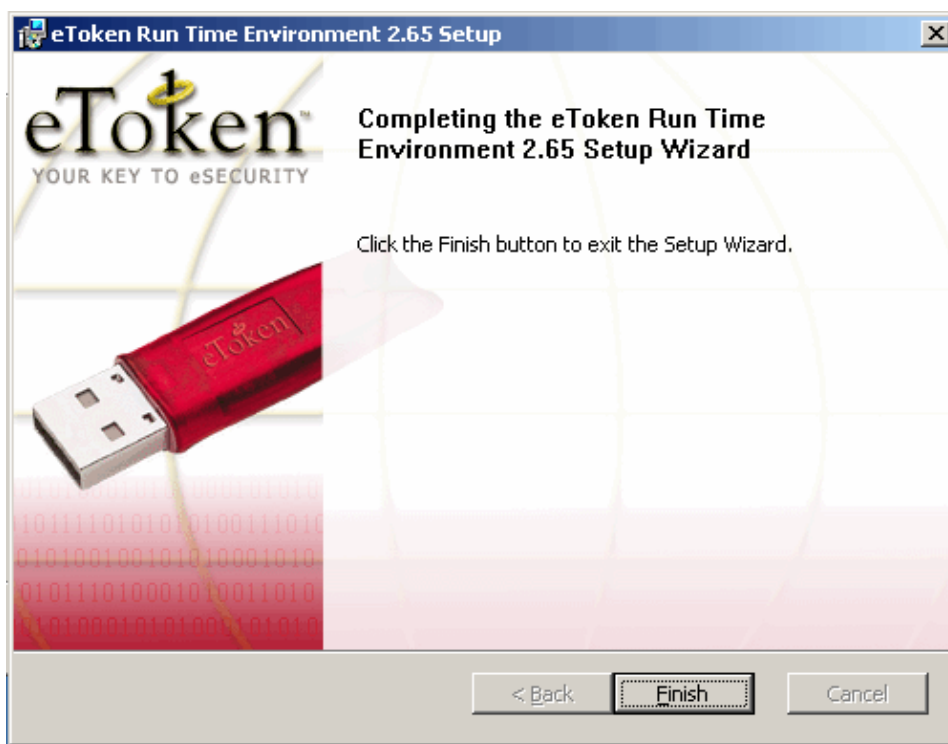 eToken Run Time Environment 2.65 Setup
eToken™
YOUR KEY TO eSECURITY
Completing the eToken Run Time
Environment 2.65 Setup Wizard
Click the Finish button to exit the Setup Wizard.
eToken
< Back
Finish
Cancel